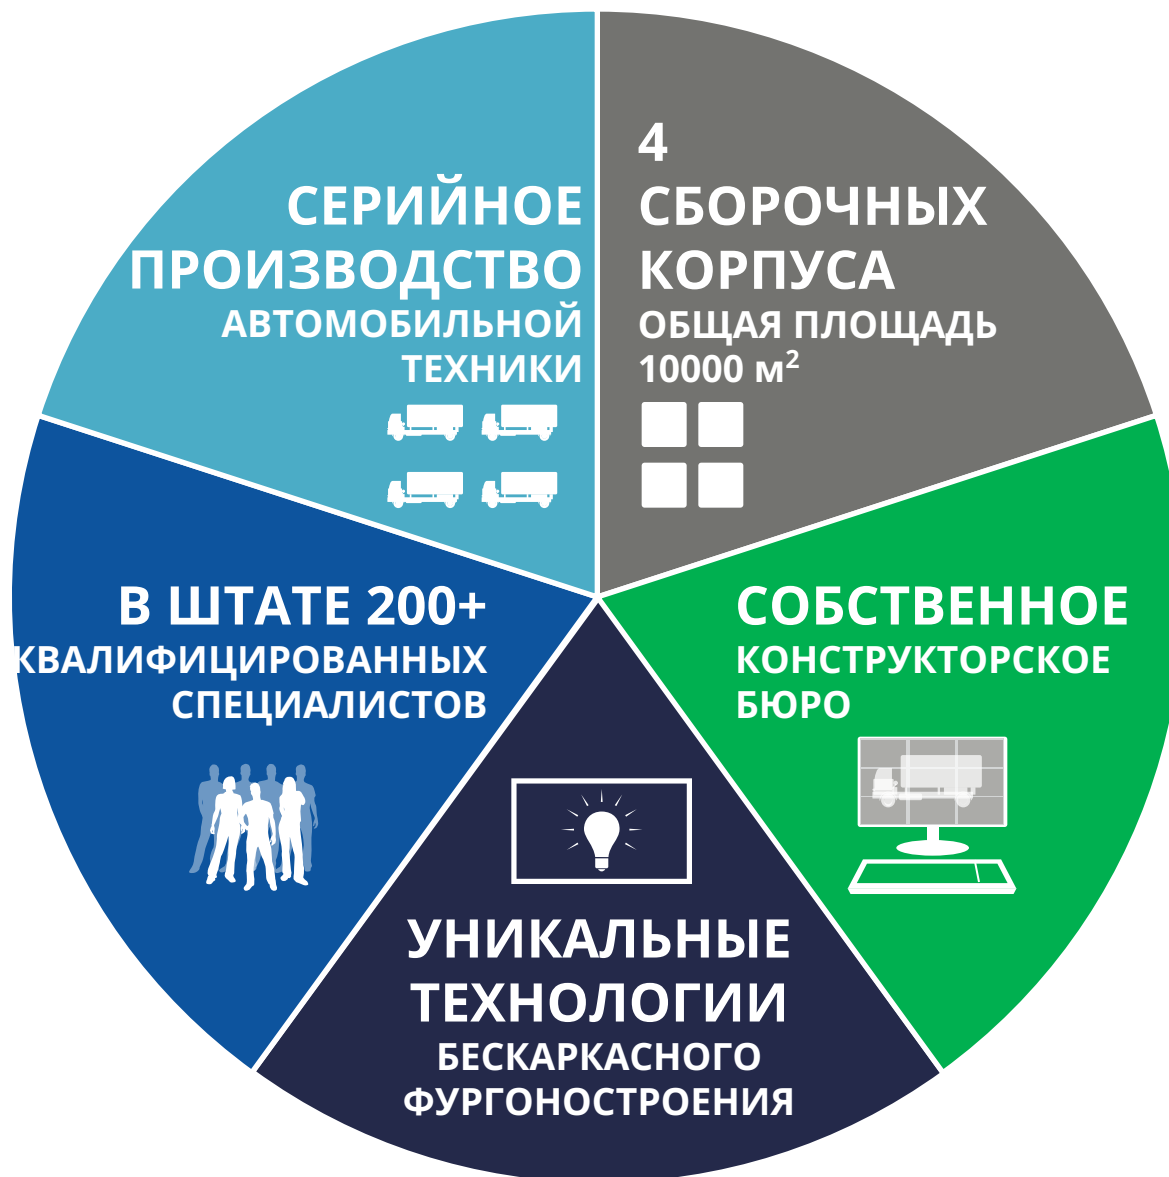 СЕРИЙНОЕ
ПРОИЗВОДСТВО
АВТОМОБИЛЬНОЙ
ТЕХНИКИ
4
СБОРОЧНЫХ
КОРПУСА
ОБЩАЯ ПЛОЩАДЬ
10000 м²
В ШТАТЕ 200+
КВАЛИФИЦИРОВАННЫХ
СПЕЦИАЛИСТОВ
СОБСТВЕННОЕ
КОНСТРУКТОРСКОЕ
БЮРО
УНИКАЛЬНЫЕ
ТЕХНОЛОГИИ
БЕСКАРКАСНОГО
ФУРГОНОСТРОЕНИЯ